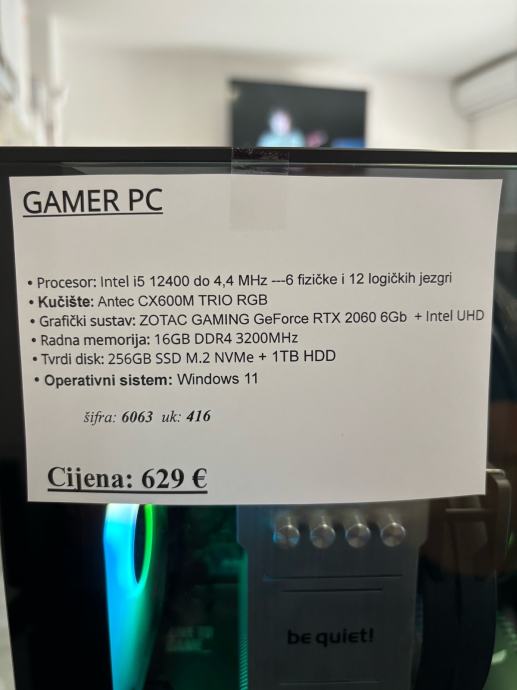 GAMER PC
• Procesor: Intel i5 12400 do 4,4 MHz ---6 fizičke i 12 logičkih jezgri
• Kučište: Antec CX600M TRIO RGB
• Grafički sustav: ZOTAC GAMING GeForce RTX 2060 6Gb + Intel UHD
• Radna memorija: 16GB DDR4 3200MHz
• Tvrdi disk: 256GB SSD M.2 NVMe + 1TB HDD
• Operativni sistem: Windows 11
šifra: 6063 uk: 416
Cijena: 629 €
be quiet!